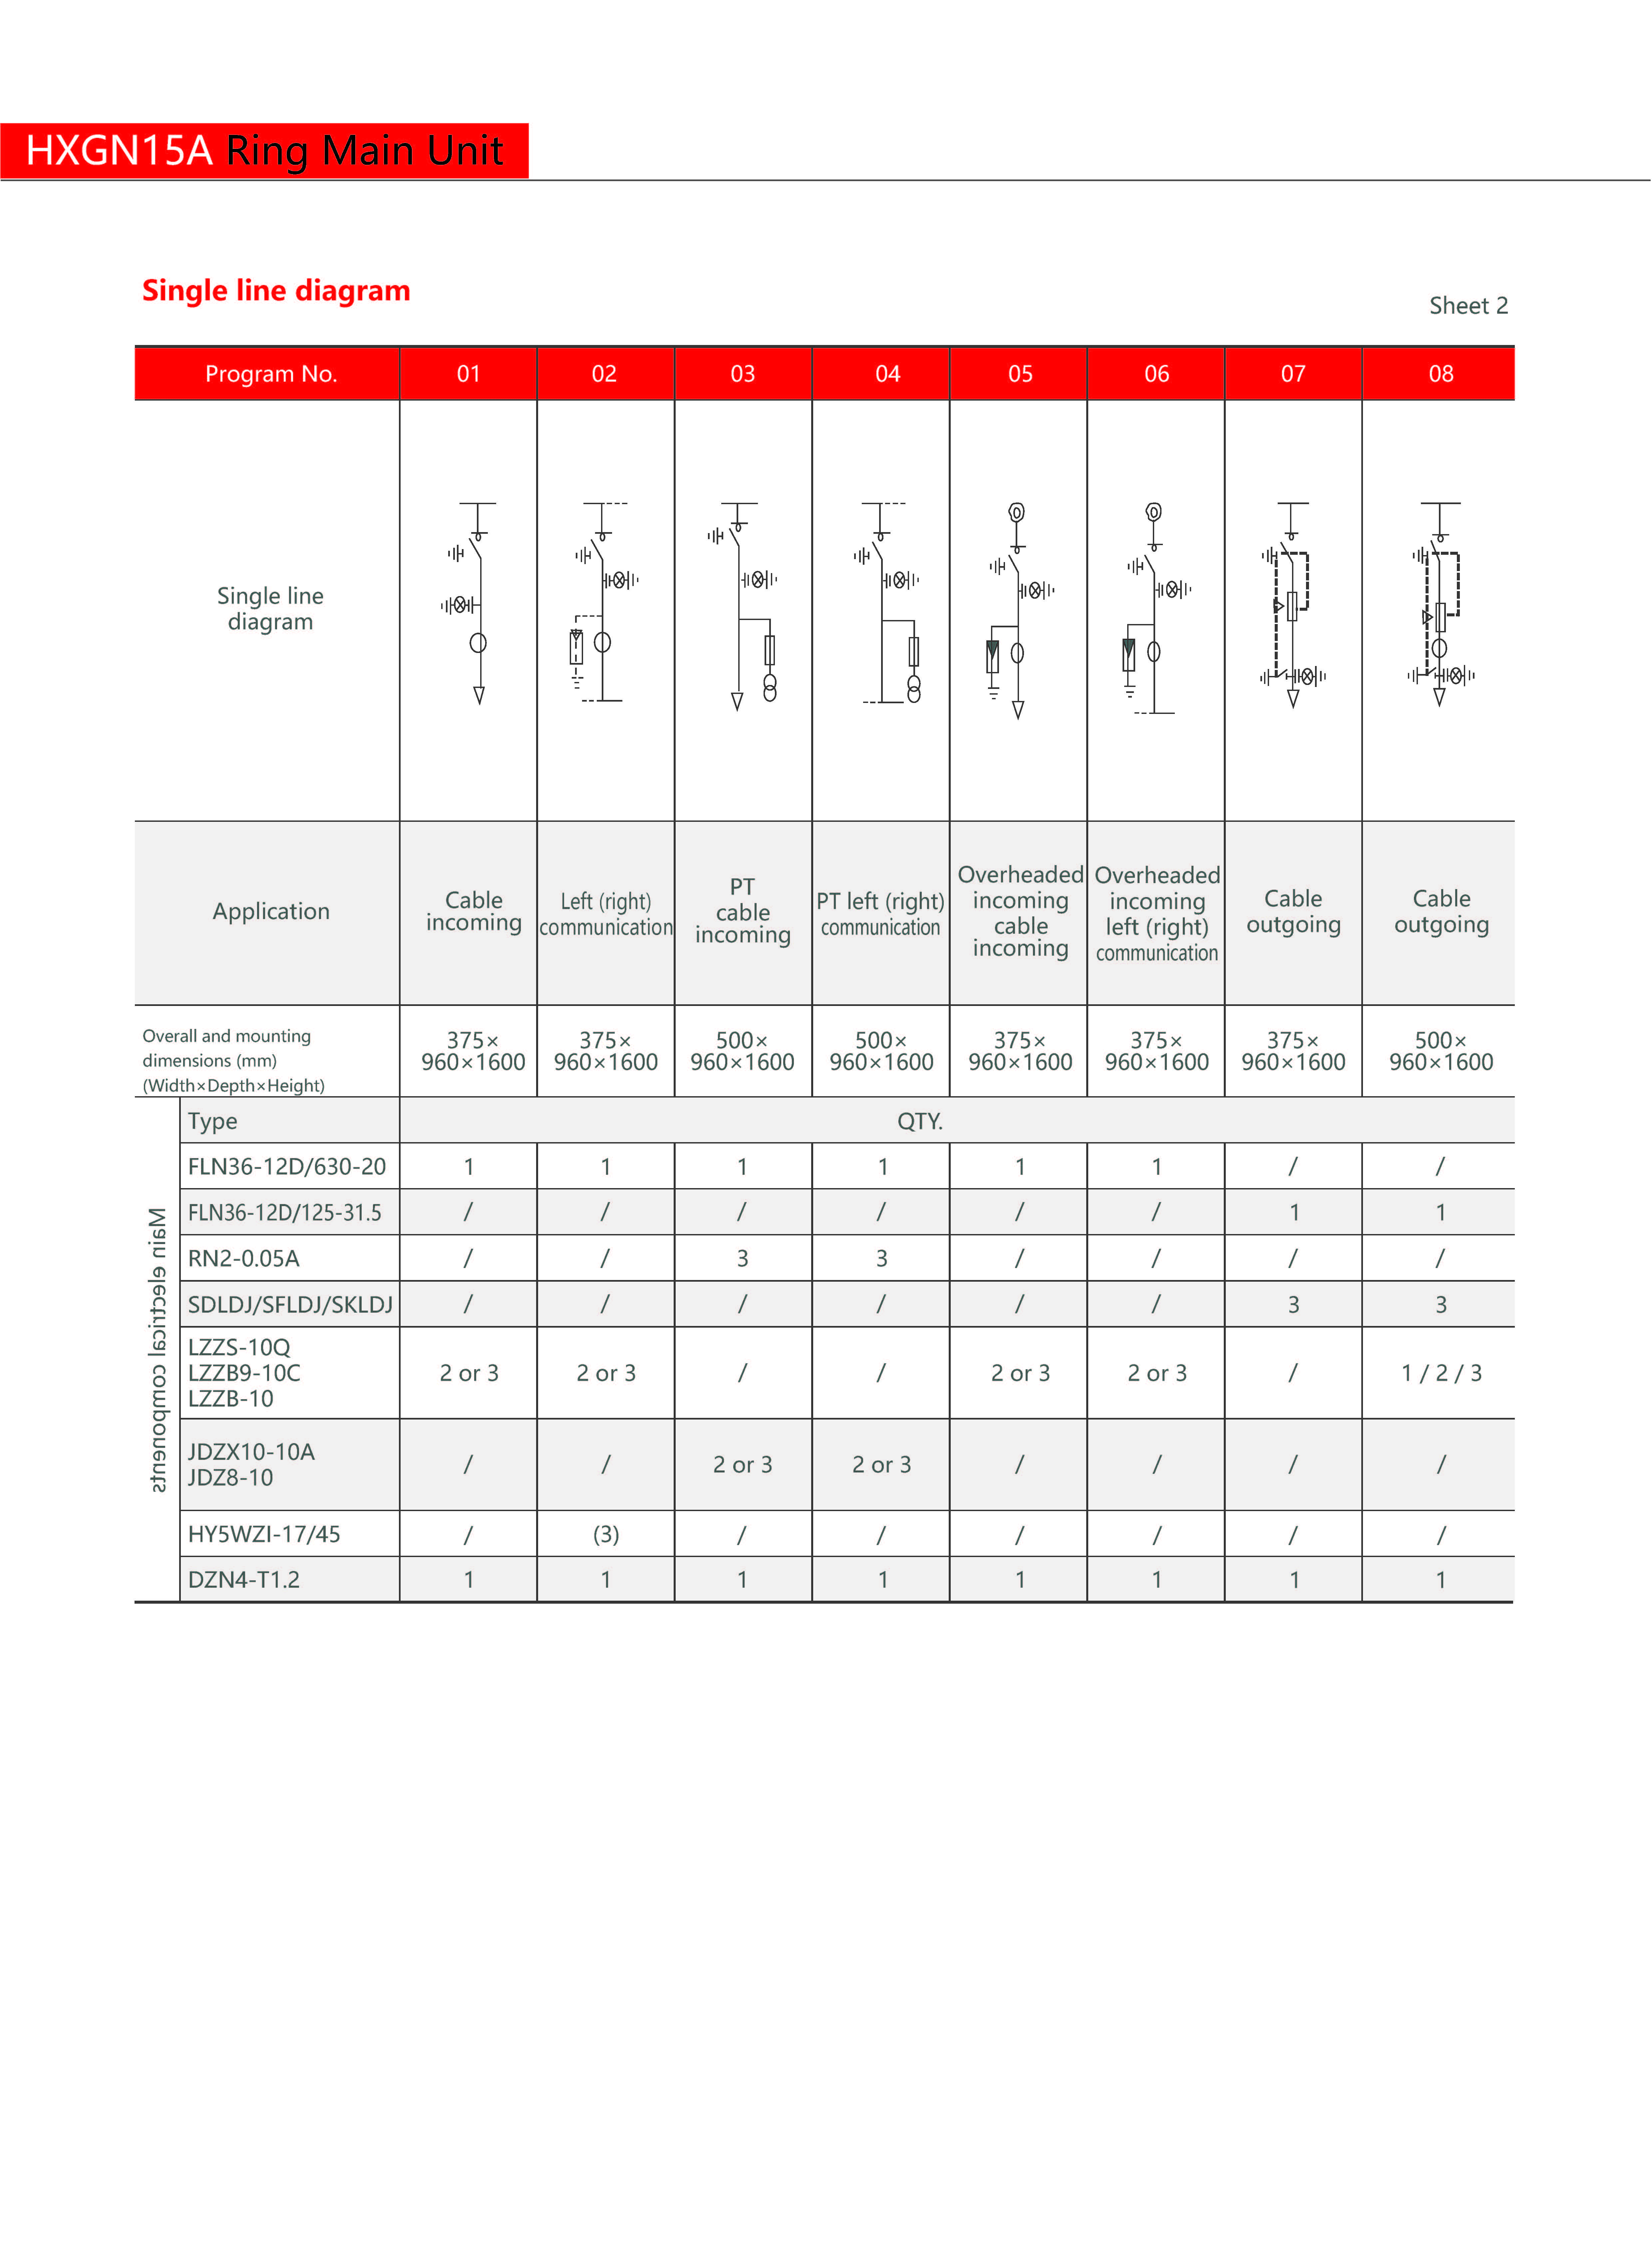 HXGN15A Ring Main Unit
Single line diagram
Sheet 2
Program No. 01 02 03 04 05 06 07 08
Single line
diagram
Application
Cable
incoming
Left (right)
communication
PT
cable
incoming
PT left (right)
communication
Overheaded
incoming
cable
incoming
Overheaded
incoming
left (right)
communication
Cable
outgoing
Cable
outgoing
Overall and mounting
dimensions (mm)
(Width×Depth×Height)
375×
960×1600
375×
960×1600
500×
960×1600
500×
960×1600
375×
960×1600
375×
960×1600
375×
960×1600
500×
960×1600
Main electrical components
Type QTY.
FLN36-12D/630-20 1 1 1 1 1 1 / /
FLN36-12D/125-31.5 / / / / / / 1 1
RN2-0.05A / / 3 3 / / / /
SDLDJ/SFLDJ/SKLDJ / / / / / / 3 3
LZZS-10Q
LZZB9-10C 2 or 3 2 or 3 / / 2 or 3 2 or 3 / 1 / 2 / 3
LZZB-10
JDZX10-10A
JDZ8-10
/ / 2 or 3 2 or 3 / / / /
HY5WZI-17/45 / (3) / / / / / /
DZN4-T1.2 1 1 1 1 1 1 1 1